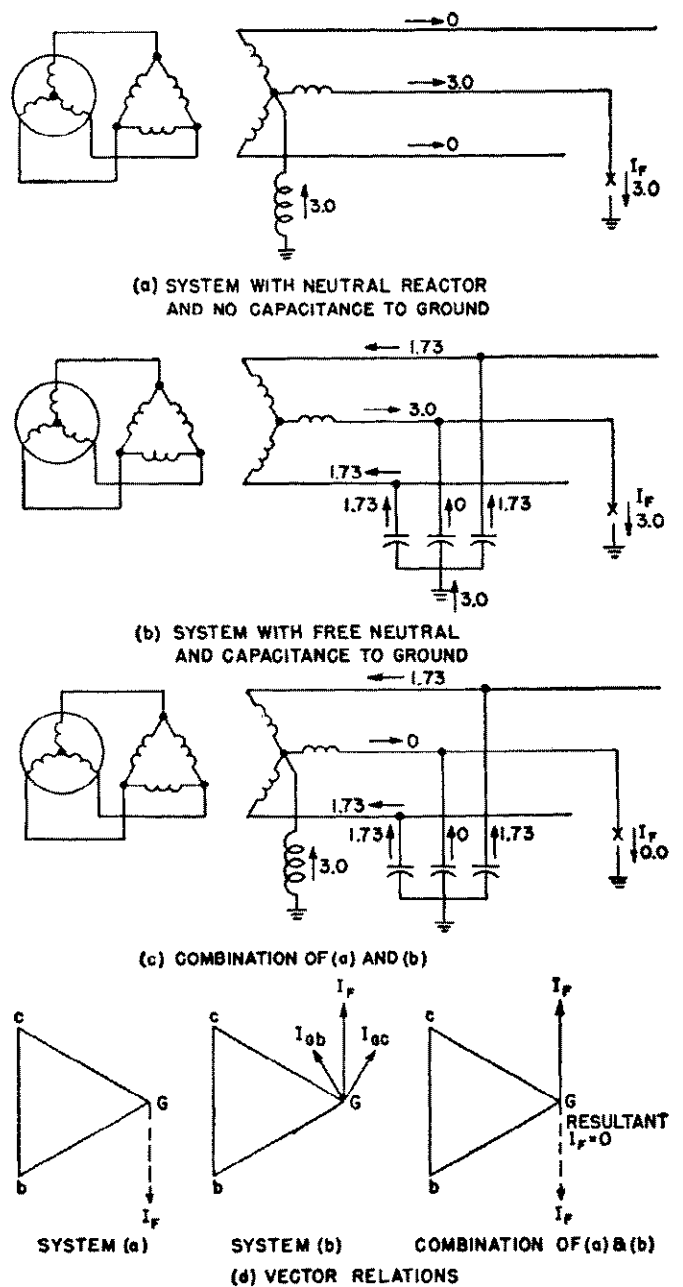 0
3.0
0
3.0
I_F
3.0
(a) SYSTEM WITH NEUTRAL REACTOR
AND NO CAPACITANCE TO GROUND
1.73
3.0
1.73
1.73
0
1.73
I_F
3.0
3.0
(b) SYSTEM WITH FREE NEUTRAL
AND CAPACITANCE TO GROUND
1.73
0
1.73
1.73
0
1.73
3.0
I_F
0.0
(c) COMBINATION OF (a) AND (b)
c
G
b
I_F
SYSTEM (a)
c
I_Gb
I_F
I_Gc
G
b
SYSTEM (b)
c
I_F
G
RESULTANT
I_F=0
b
I_F
COMBINATION OF (a) & (b)
(d) VECTOR RELATIONS